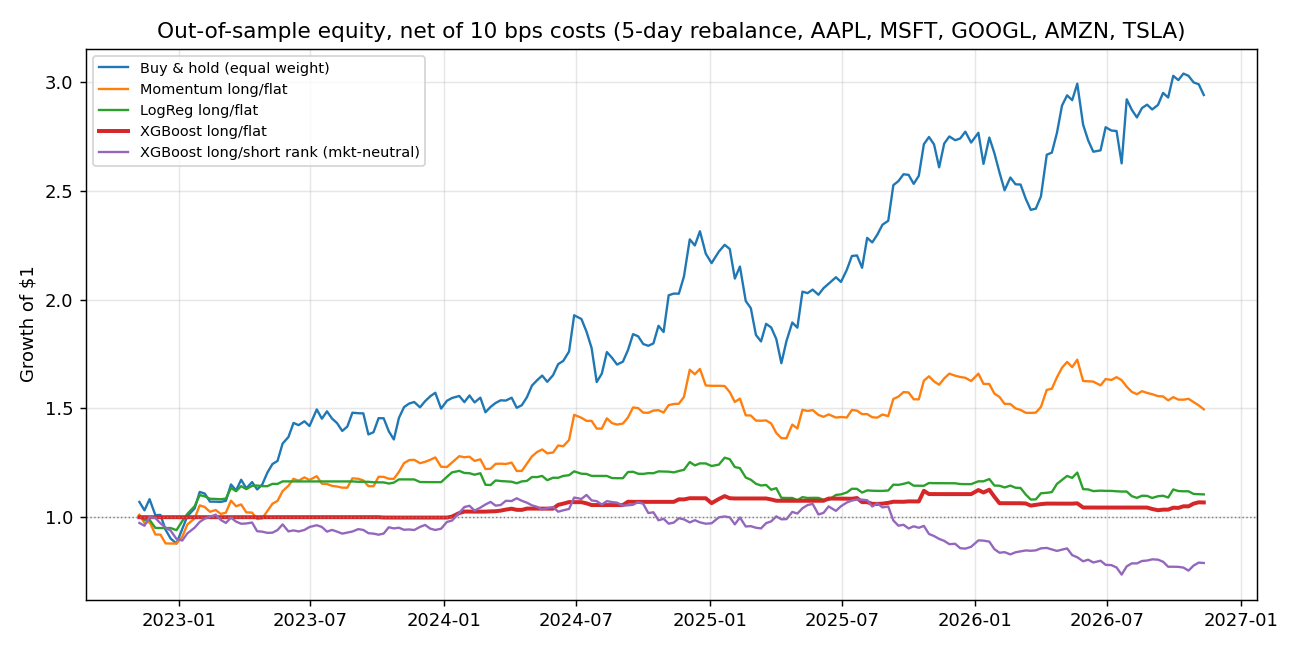 Out-of-sample equity, net of 10 bps costs (5-day rebalance, AAPL, MSFT, GOOGL, AMZN, TSLA)
Buy & hold (equal weight)
Momentum long/flat
LogReg long/flat
XGBoost long/flat
XGBoost long/short rank (mkt-neutral)
Growth of $1
3.0
2.5
2.0
1.5
1.0
2023-01
2023-07
2024-01
2024-07
2025-01
2025-07
2026-01
2026-07
2027-01